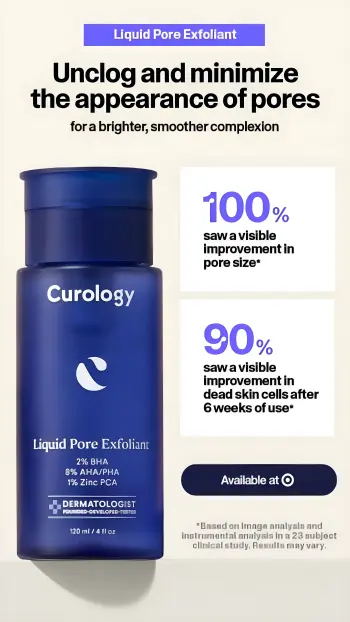 Liquid Pore Exfoliant
Unclog and minimize
the appearance of pores
for a brighter, smoother complexion
100%
saw a visible
improvement in
pore size*
90%
saw a visible
improvement in
dead skin cells after
6 weeks of use*
Curology
Liquid Pore Exfoliant
2% BHA
8% AHA/PHA
1% Zinc PCA
DERMATOLOGIST
FOUNDED-DEVELOPED-TESTED
120 ml / 4 fl oz
Available at
*Based on image analysis and
instrumental analysis in a 23 subject
clinical study. Results may vary.